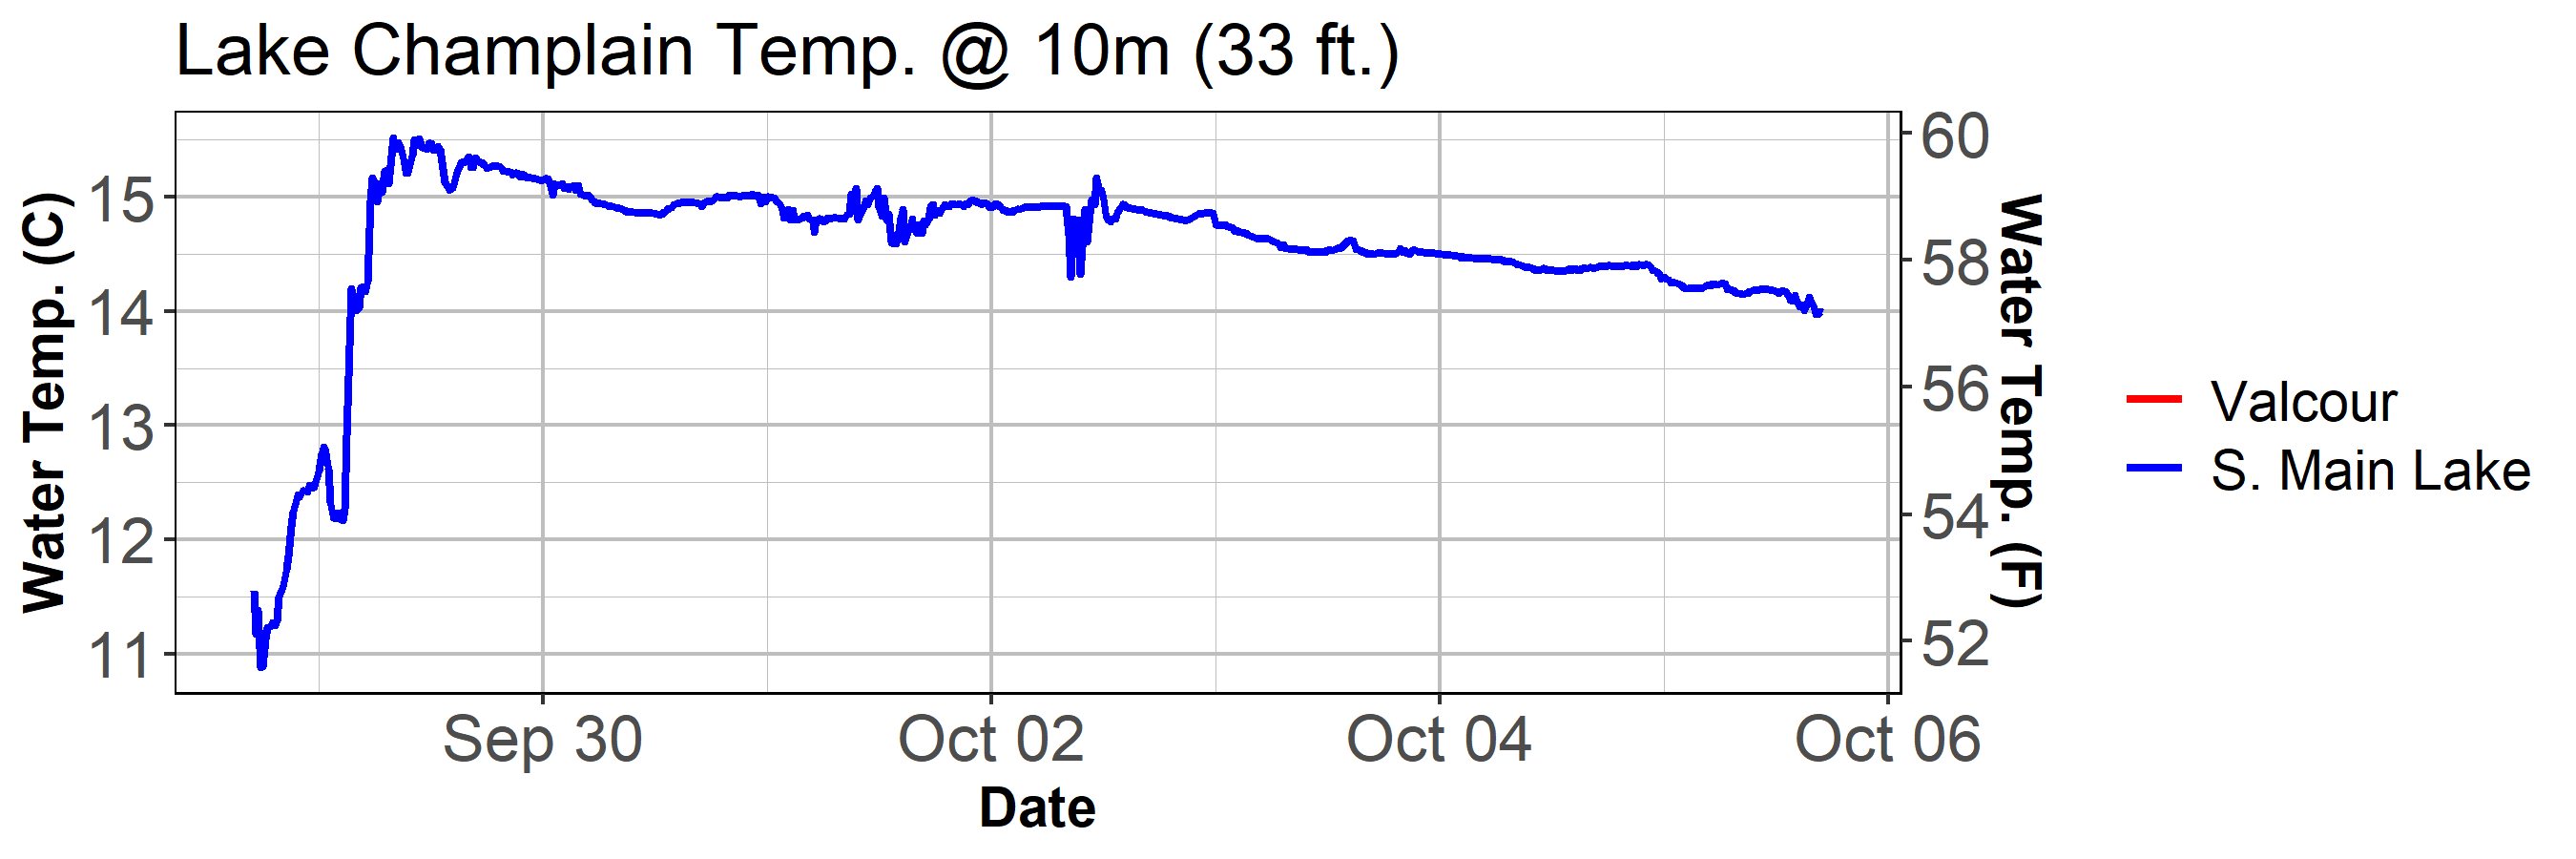 Lake Champlain Temp. @ 10m (33 ft.)
Water Temp. (C)
15
14
13
12
11
60
58
56
54
52
Water Temp. (F)
Sep 30
Oct 02
Oct 04
Oct 06
Date
Valcour
S. Main Lake